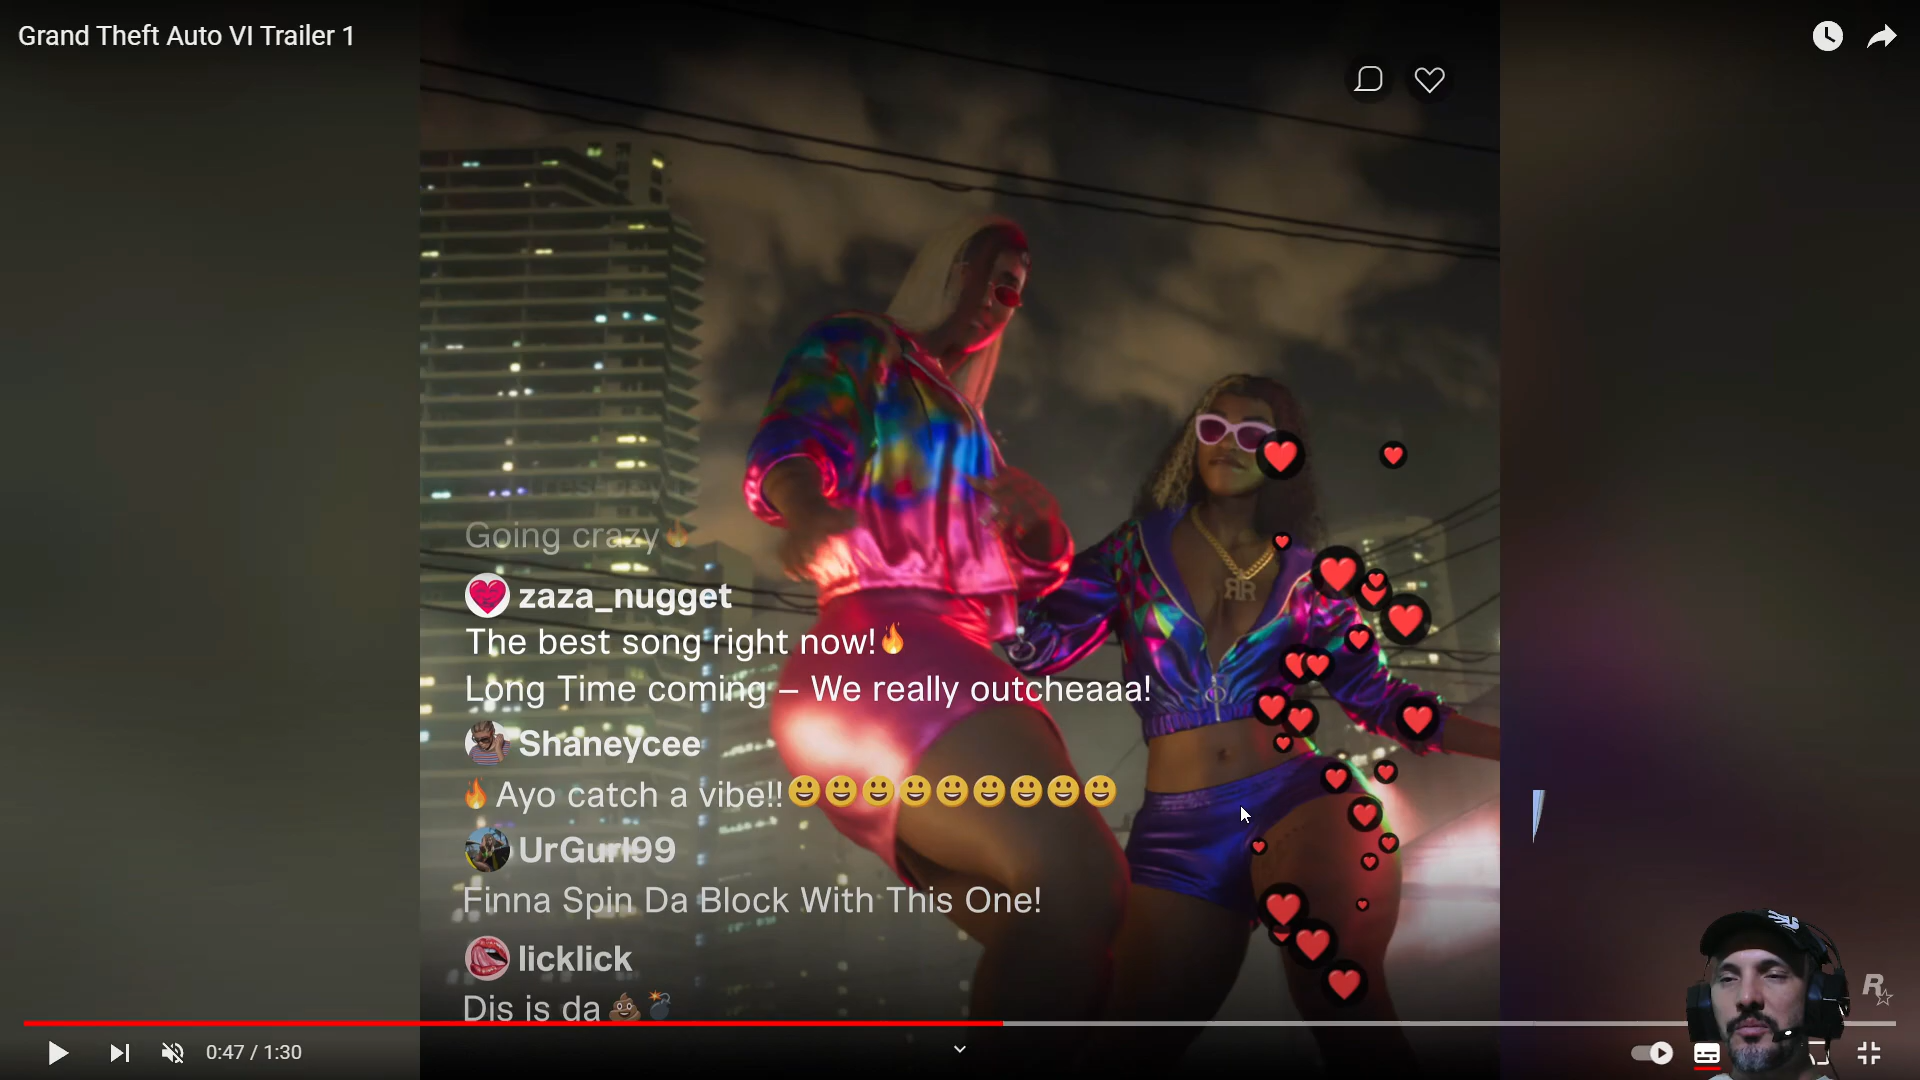 Grand Theft Auto VI Trailer 1
Going crazy🔥
zaza_nugget
The best song right now!🔥
Long Time coming – We really outcheaaa!
Shaneycee
🔥Ayo catch a vibe!!😀😀😀😀😀😀😀😀😀
UrGurl99
Finna Spin Da Block With This One!
licklick
Dis is da💩💣
RR
R
0:47 / 1:30